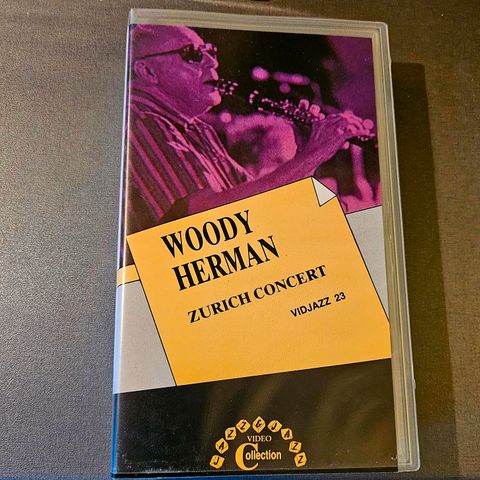 WOODY
HERMAN
ZURICH CONCERT
VIDJAZZ 23
JAZZ & JAZZ
VIDEO
Collection